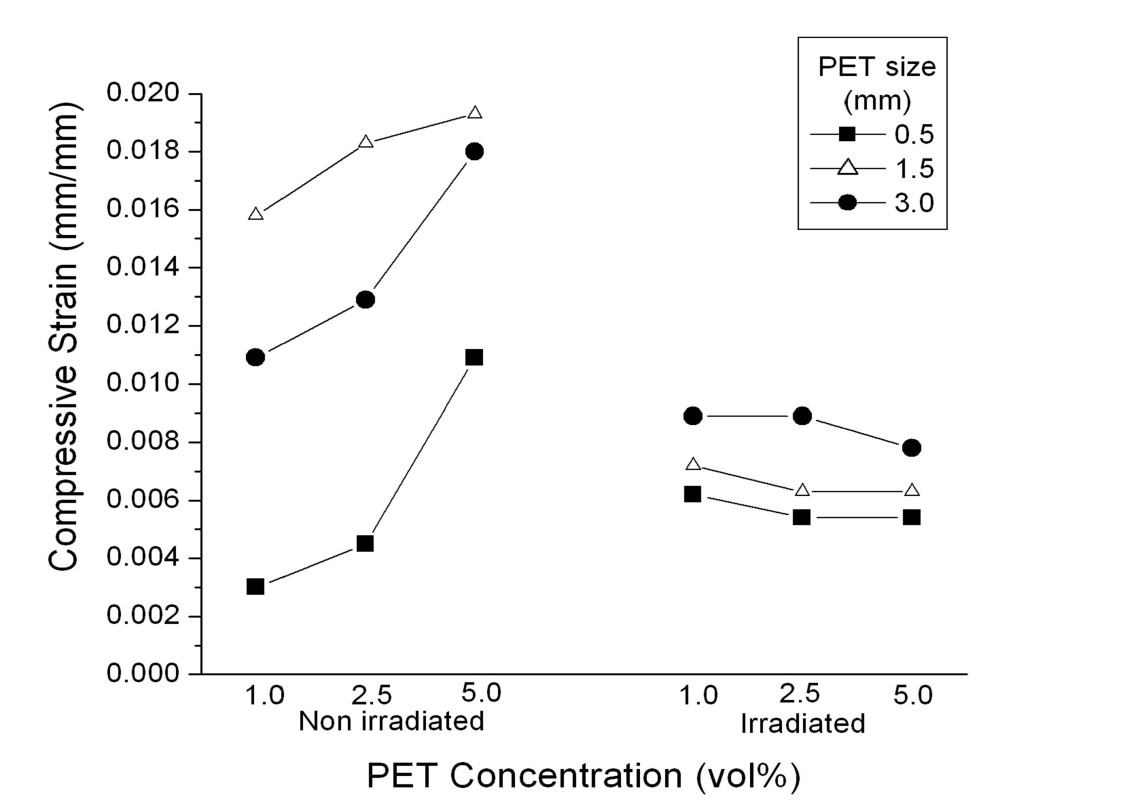 PET size
(mm)
0.5
1.5
3.0
Compressive Strain (mm/mm)
0.020
0.018
0.016
0.014
0.012
0.010
0.008
0.006
0.004
0.002
0.000
1.0 2.5 5.0 1.0 2.5 5.0
Non irradiated Irradiated
PET Concentration (vol%)